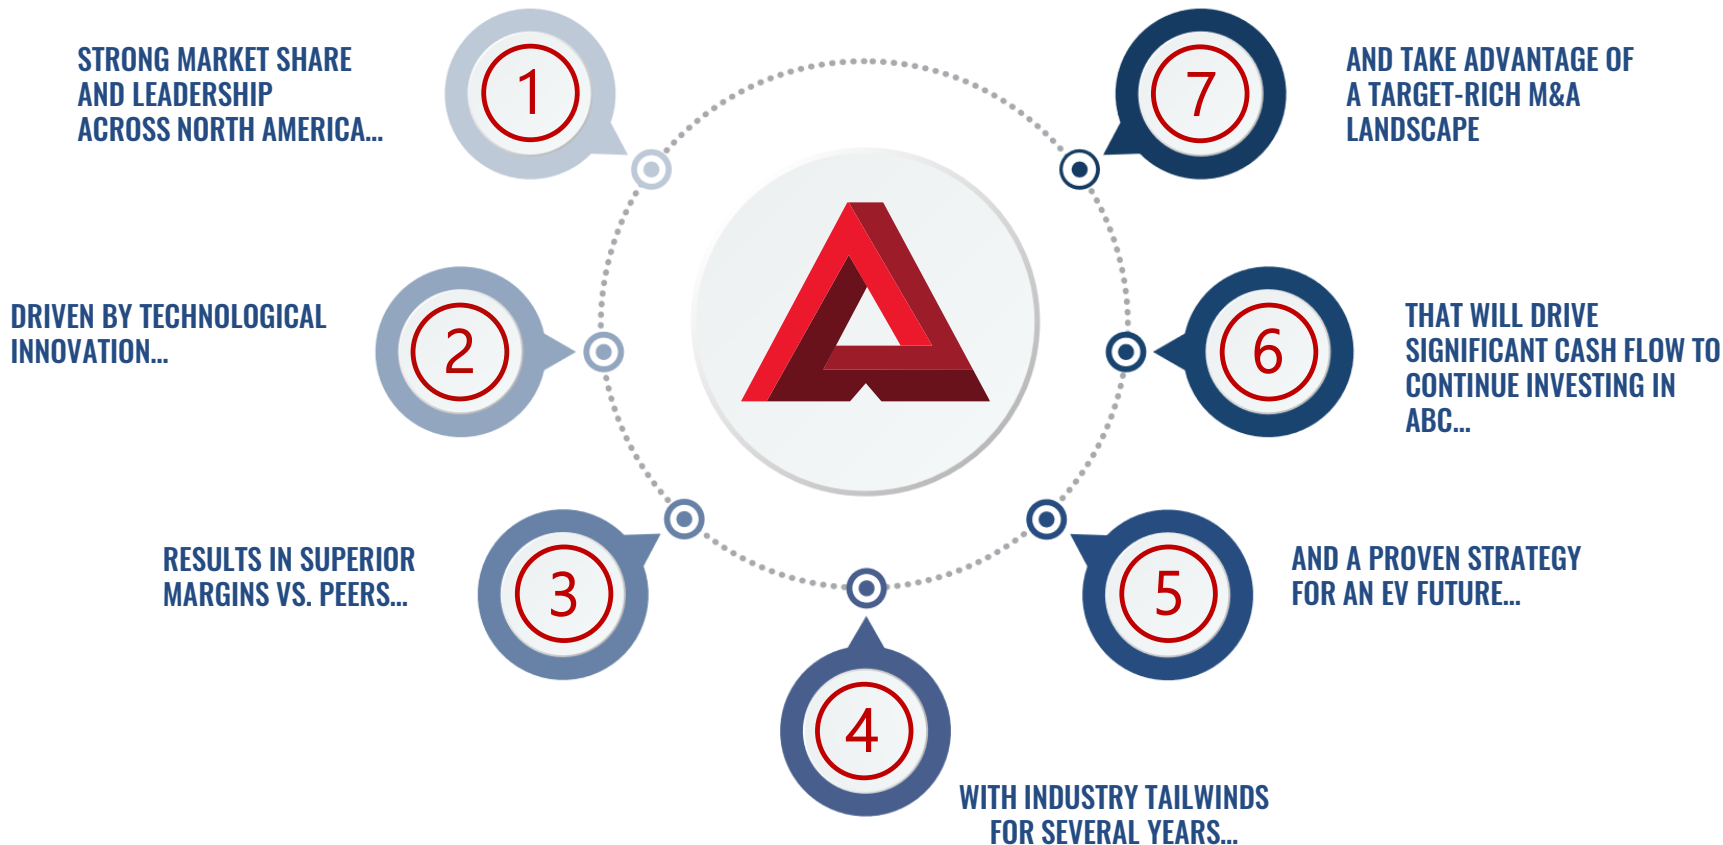 1
STRONG MARKET SHARE
AND LEADERSHIP
ACROSS NORTH AMERICA...
2
DRIVEN BY TECHNOLOGICAL
INNOVATION...
3
RESULTS IN SUPERIOR
MARGINS VS. PEERS...
4
WITH INDUSTRY TAILWINDS
FOR SEVERAL YEARS...
5
AND A PROVEN STRATEGY
FOR AN EV FUTURE...
6
THAT WILL DRIVE
SIGNIFICANT CASH FLOW TO
CONTINUE INVESTING IN
ABC...
7
AND TAKE ADVANTAGE OF
A TARGET-RICH M&A
LANDSCAPE